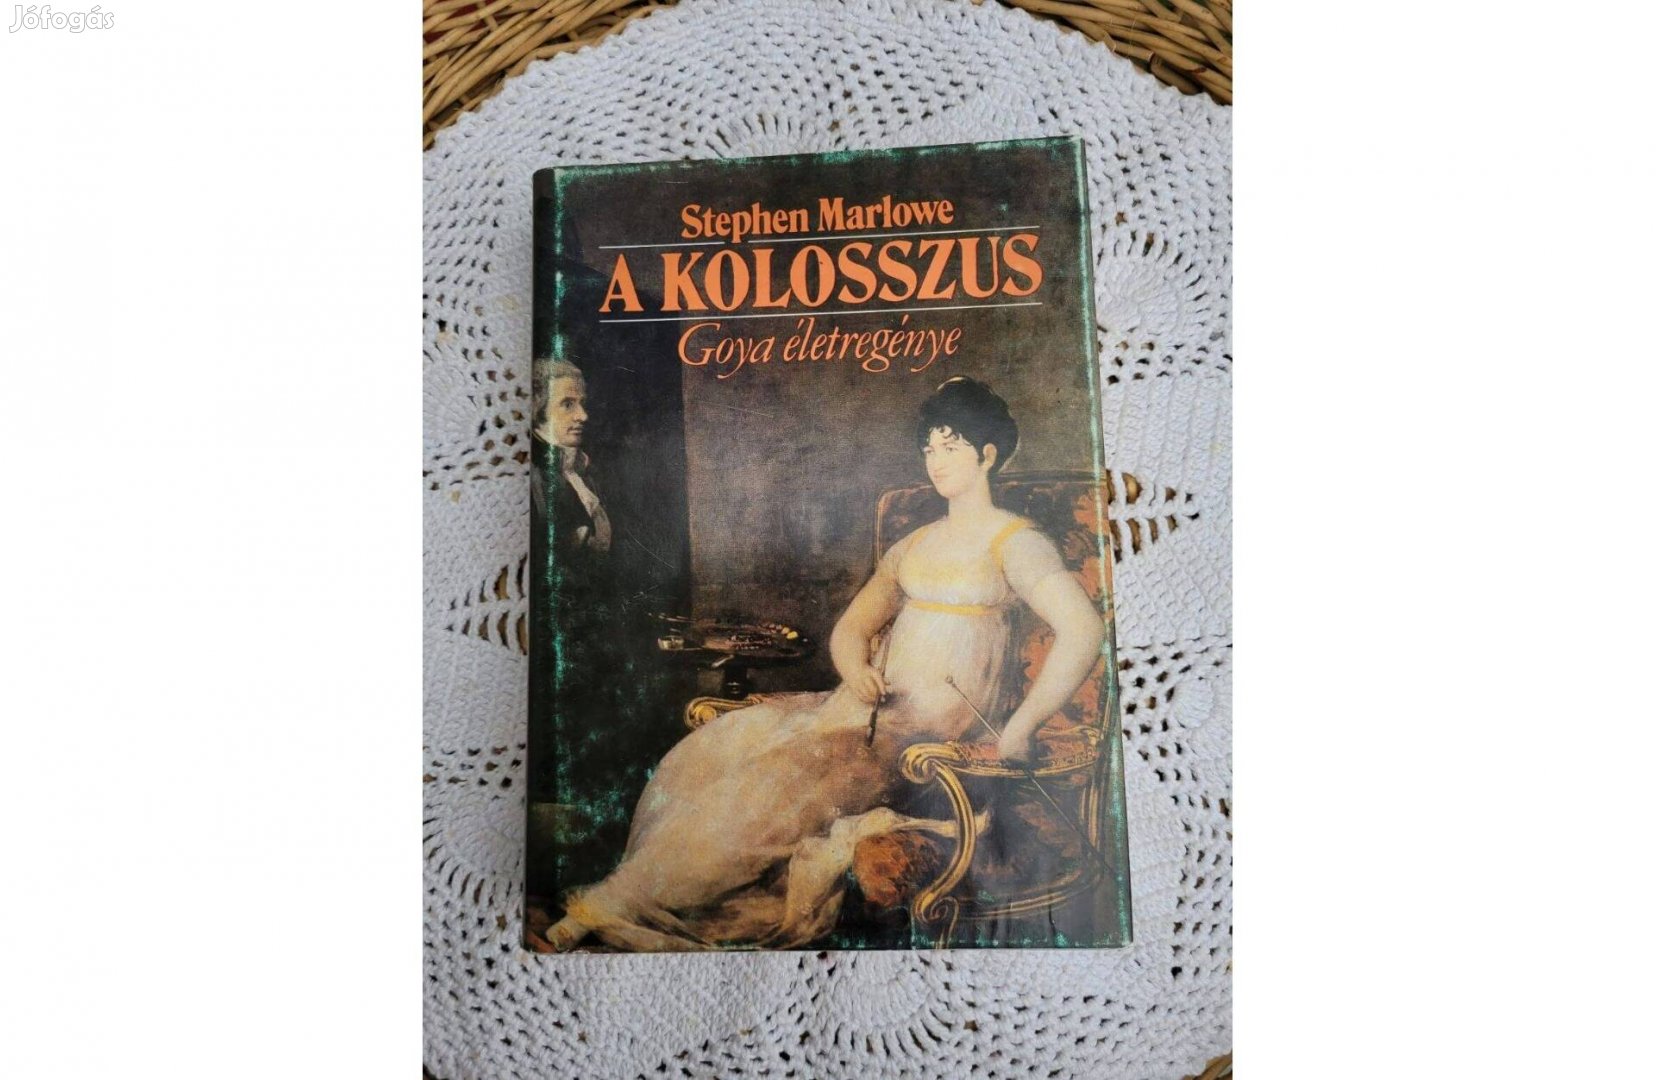 Jófogás
Stephen Marlowe
A KOLOSSZUS
Goya életregénye